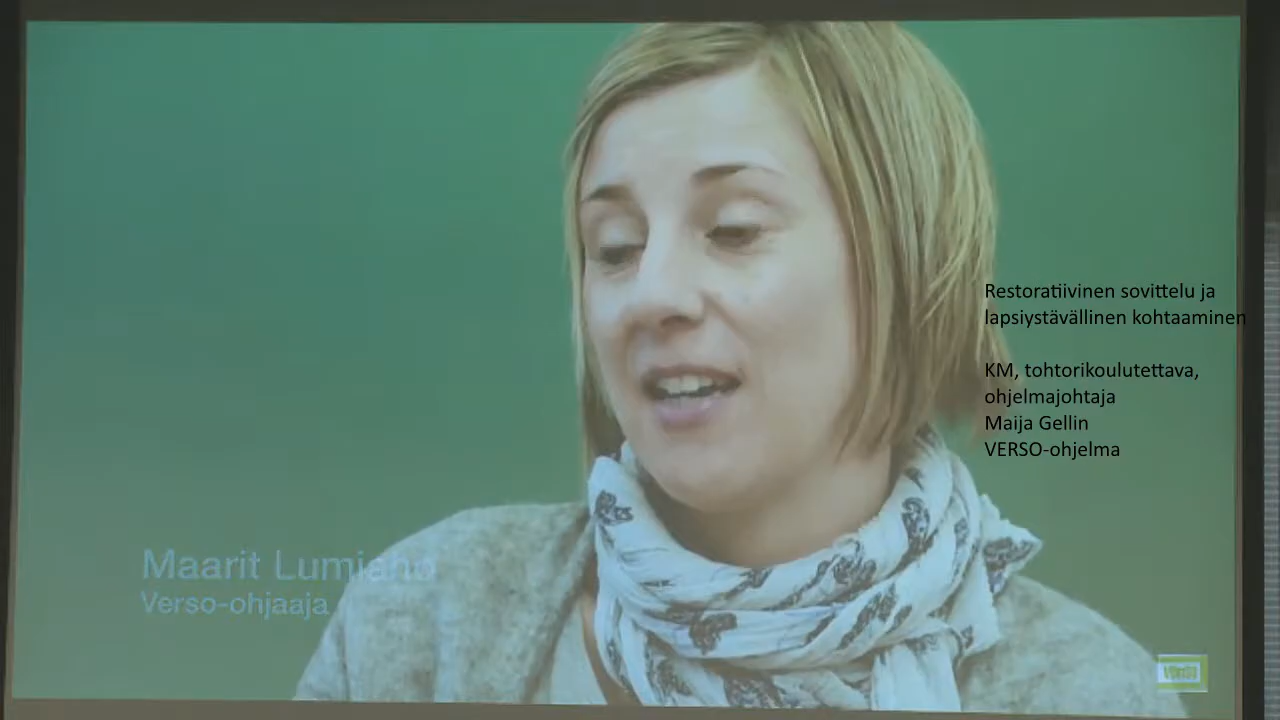 Restoratiivinen sovittelu ja
lapsiystävällinen kohtaaminen
KM, tohtorikoulutettava,
ohjelmajohtaja
Maija Gellin
VERSO-ohjelma
Maarit Lumiaho
Verso-ohjaaja